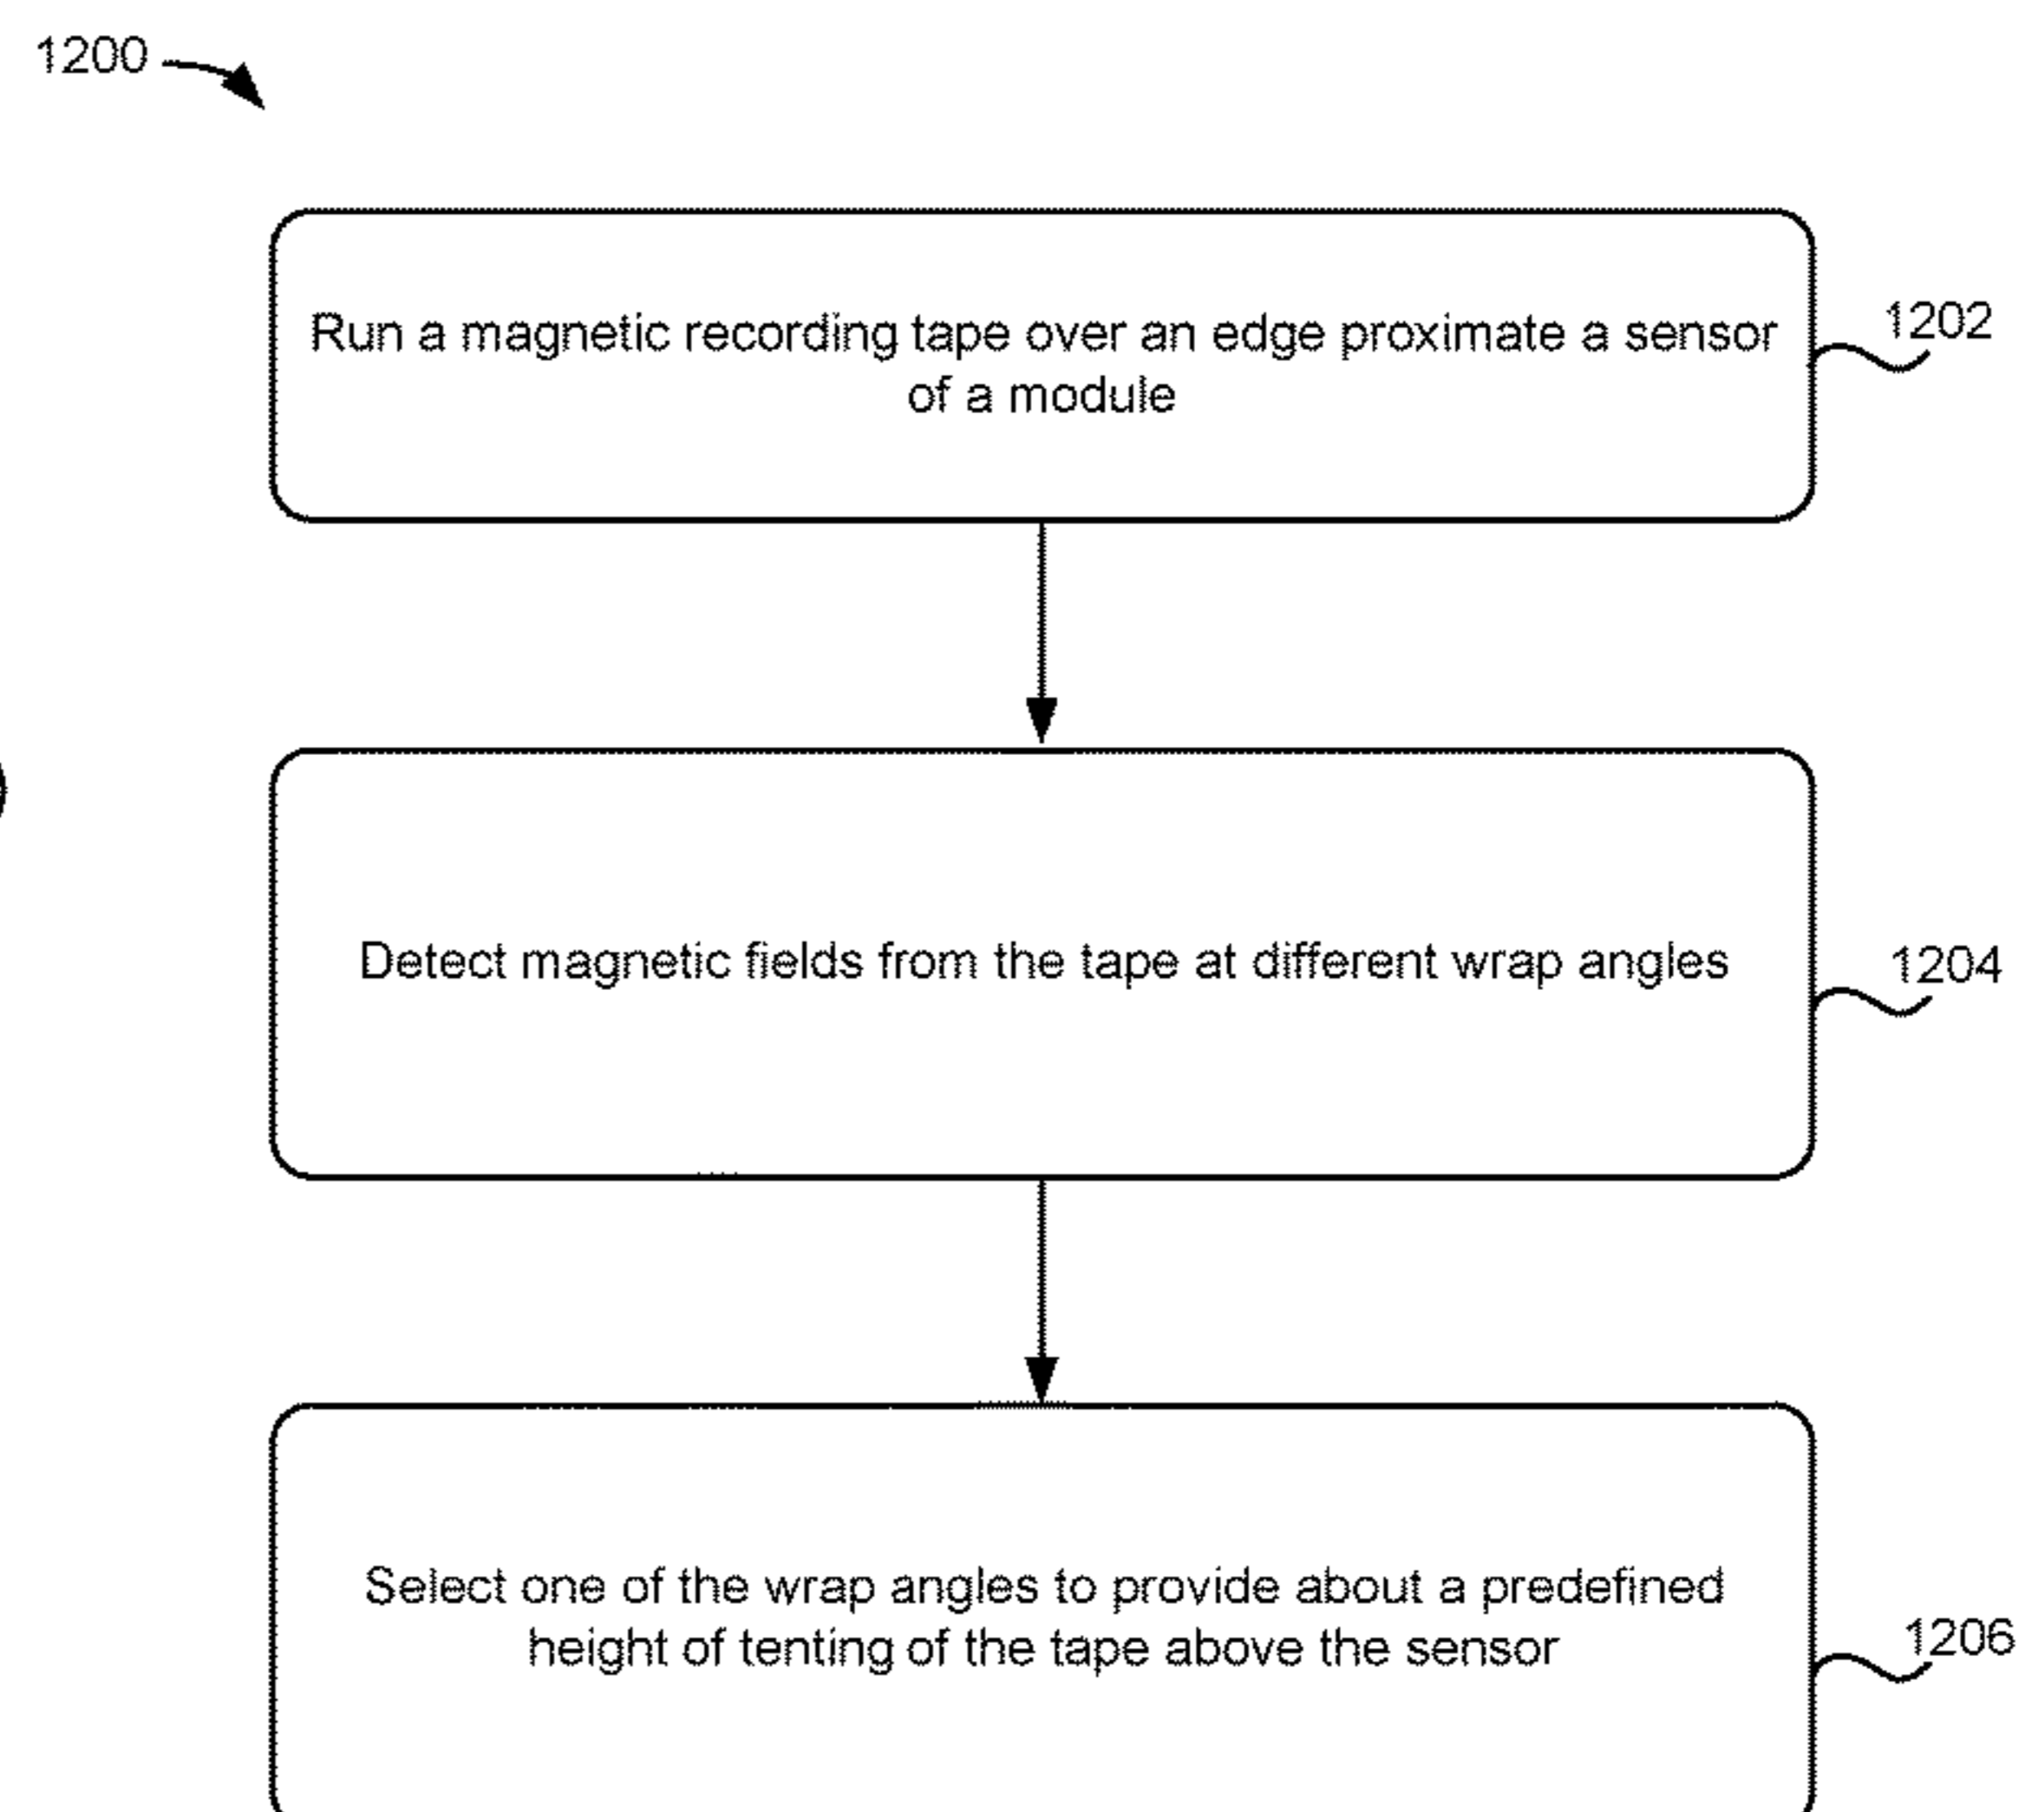 1200
Run a magnetic recording tape over an edge proximate a sensor
of a module
1202
Detect magnetic fields from the tape at different wrap angles
1204
Select one of the wrap angles to provide about a predefined
height of tenting of the tape above the sensor
1206